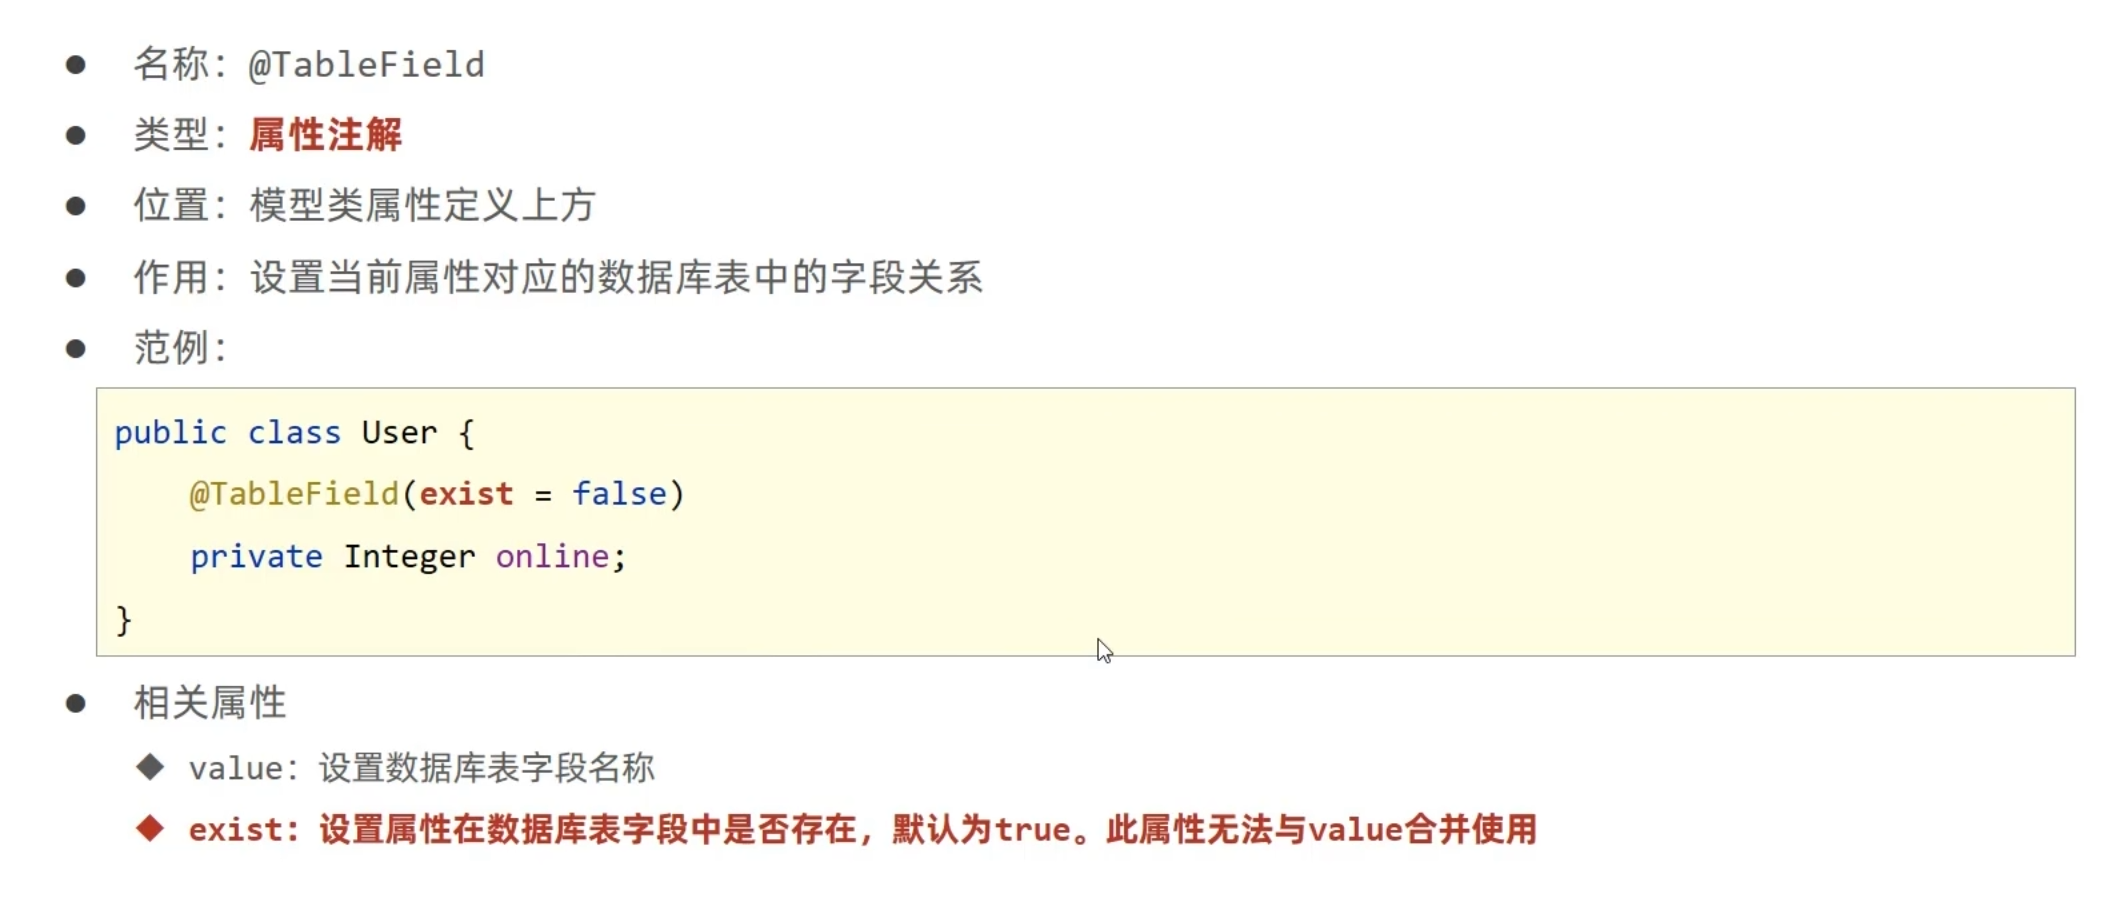 ● 名称：@TableField
● 类型：属性注解
● 位置：模型类属性定义上方
● 作用：设置当前属性对应的数据库表中的字段关系
● 范例：
public class User {
    @TableField(exist = false)
    private Integer online;
}
● 相关属性
◆ value：设置数据库表字段名称
◆ exist：设置属性在数据库表字段中是否存在，默认为true。此属性无法与value合并使用